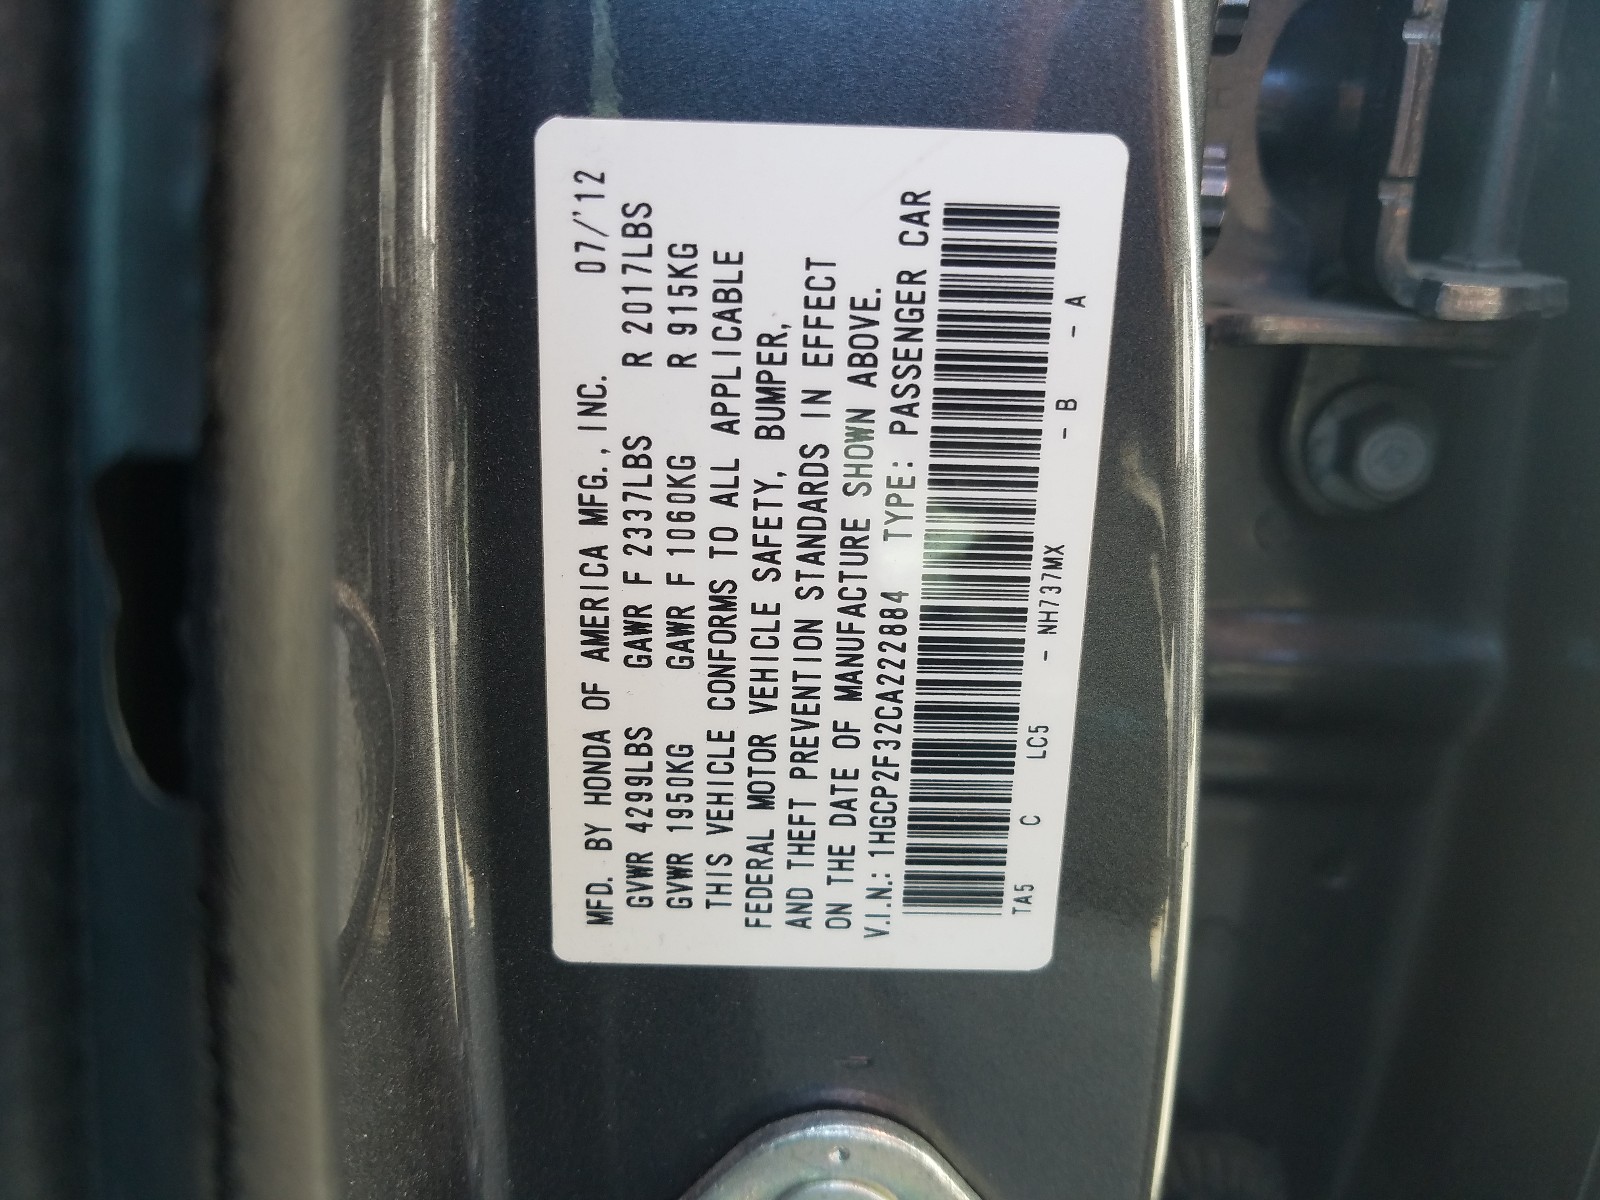 MFD. BY HONDA OF AMERICA MFG., INC. 07/'12
GVWR 4299LBS GAWR F 2337LBS R 2017LBS
GVWR 1950KG GAWR F 1060KG R 915KG
THIS VEHICLE CONFORMS TO ALL APPLICABLE
FEDERAL MOTOR VEHICLE SAFETY, BUMPER,
AND THEFT PREVENTION STANDARDS IN EFFECT
ON THE DATE OF MANUFACTURE SHOWN ABOVE.
V.I.N.: 1HGCP2F32CA222884 TYPE: PASSENGER CAR
TA5 C LC5 - NH737MX - B - A